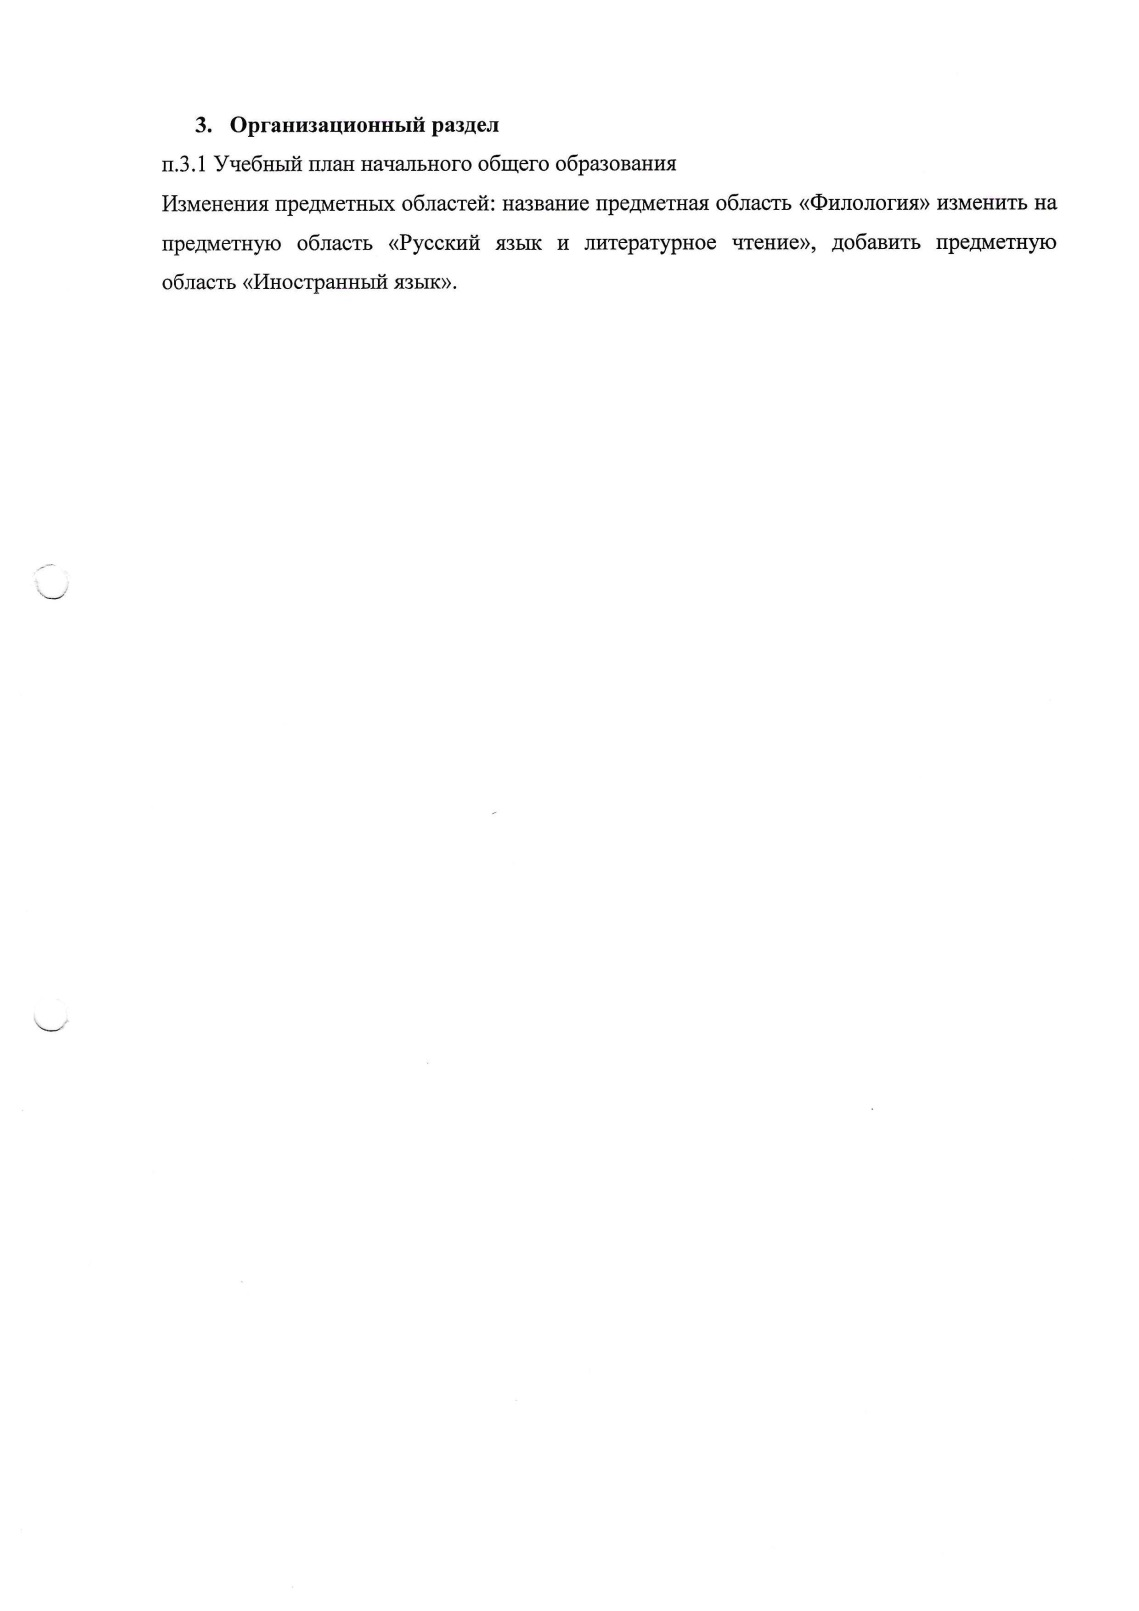 3. Организационный раздел
п.3.1 Учебный план начального общего образования
Изменения предметных областей: название предметная область «Филология» изменить на
предметную область «Русский язык и литературное чтение», добавить предметную
область «Иностранный язык».